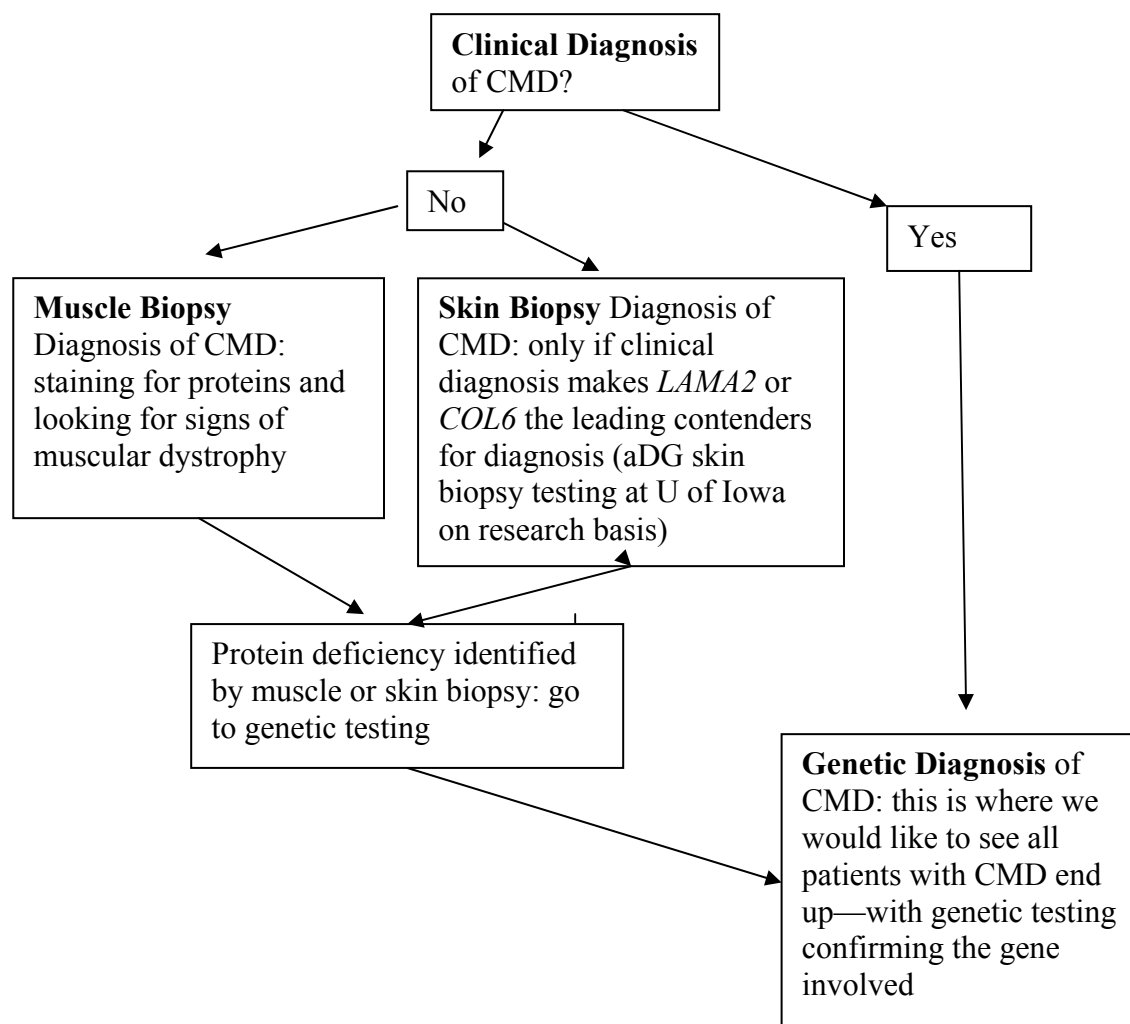 Clinical Diagnosis
of CMD?
No
Yes
Muscle Biopsy
Diagnosis of CMD:
staining for proteins and
looking for signs of
muscular dystrophy
Skin Biopsy Diagnosis of
CMD: only if clinical
diagnosis makes LAMA2 or
COL6 the leading contenders
for diagnosis (aDG skin
biopsy testing at U of Iowa
on research basis)
Protein deficiency identified
by muscle or skin biopsy: go
to genetic testing
Genetic Diagnosis of
CMD: this is where we
would like to see all
patients with CMD end
up—with genetic testing
confirming the gene
involved